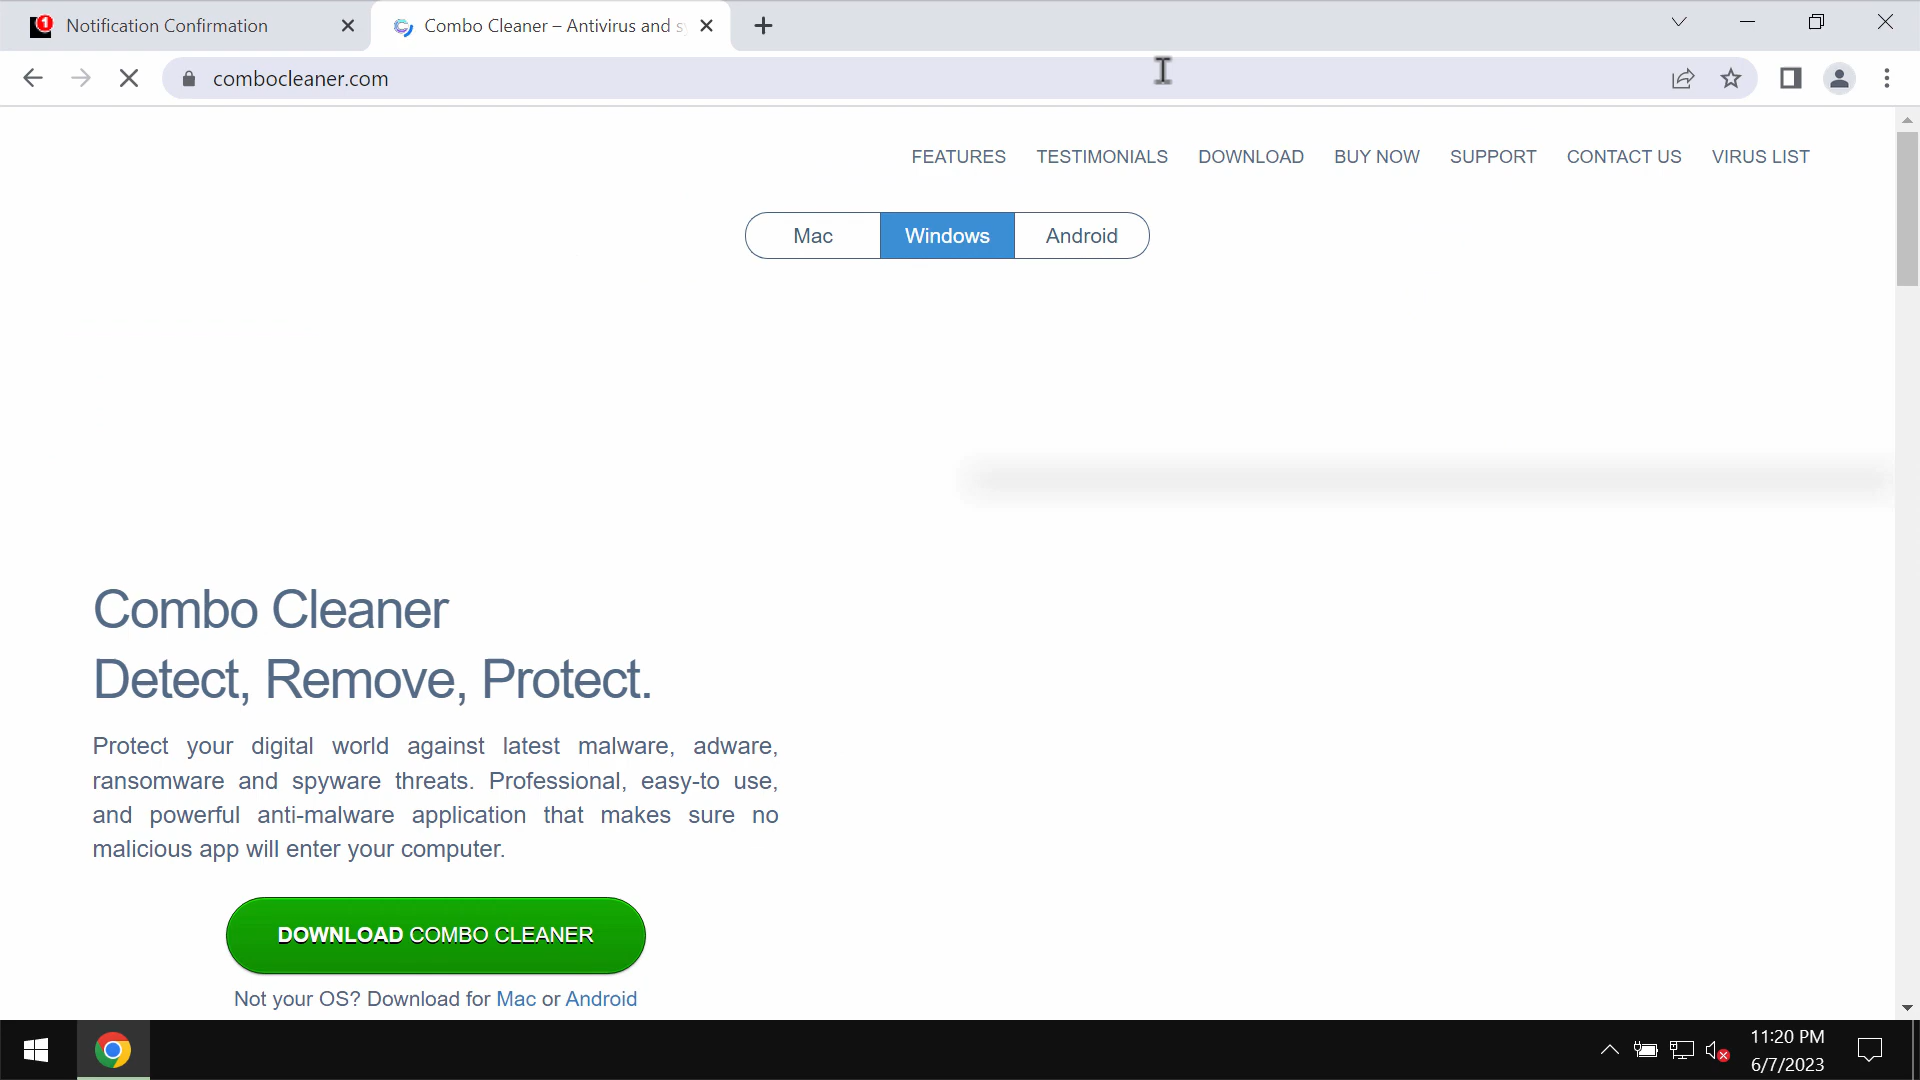 Notification Confirmation
Combo Cleaner – Antivirus and s
combocleaner.com
FEATURES TESTIMONIALS DOWNLOAD BUY NOW SUPPORT CONTACT US VIRUS LIST
Mac Windows Android
Combo Cleaner
Detect, Remove, Protect.
Protect your digital world against latest malware, adware,
ransomware and spyware threats. Professional, easy-to use,
and powerful anti-malware application that makes sure no
malicious app will enter your computer.
DOWNLOAD COMBO CLEANER
Not your OS? Download for Mac or Android
11:20 PM
6/7/2023